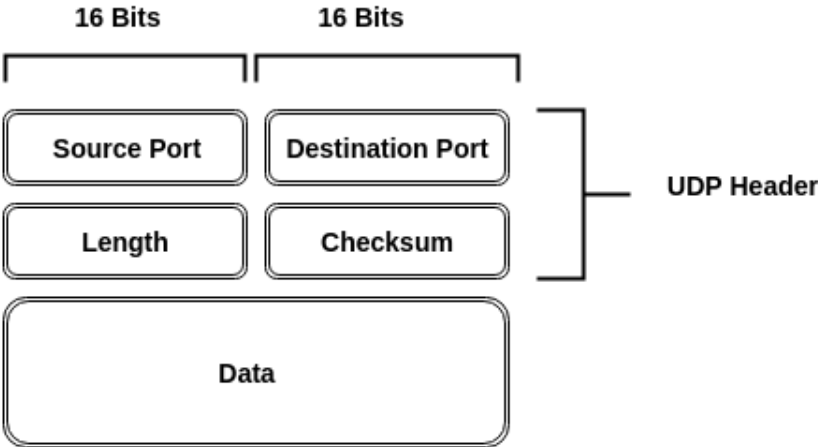 16 Bits 16 Bits
Source Port Destination Port
UDP Header
Length Checksum
Data